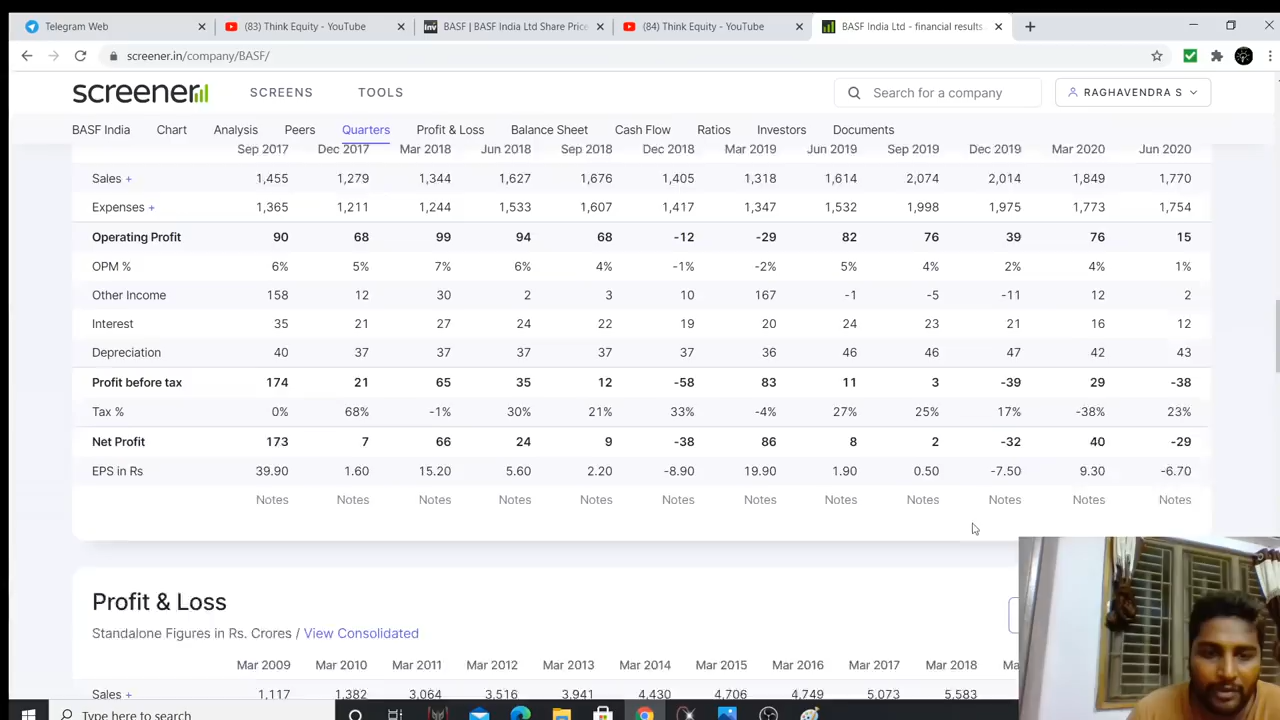 Telegram Web
(83) Think Equity - YouTube
BASF | BASF India Ltd Share Price
(84) Think Equity - YouTube
BASF India Ltd - financial results
screener.in/company/BASF/
screener
SCREENS
TOOLS
Search for a company
RAGHAVENDRA S
BASF India Chart Analysis Peers Quarters Profit & Loss Balance Sheet Cash Flow Ratios Investors Documents
Sep 2017 Dec 2017 Mar 2018 Jun 2018 Sep 2018 Dec 2018 Mar 2019 Jun 2019 Sep 2019 Dec 2019 Mar 2020 Jun 2020
Sales + 1,455 1,279 1,344 1,627 1,676 1,405 1,318 1,614 2,074 2,014 1,849 1,770
Expenses + 1,365 1,211 1,244 1,533 1,607 1,417 1,347 1,532 1,998 1,975 1,773 1,754
Operating Profit 90 68 99 94 68 -12 -29 82 76 39 76 15
OPM % 6% 5% 7% 6% 4% -1% -2% 5% 4% 2% 4% 1%
Other Income 158 12 30 2 3 10 167 -1 -5 -11 12 2
Interest 35 21 27 24 22 19 20 24 23 21 16 12
Depreciation 40 37 37 37 37 37 36 46 46 47 42 43
Profit before tax 174 21 65 35 12 -58 83 11 3 -39 29 -38
Tax % 0% 68% -1% 30% 21% 33% -4% 27% 25% 17% -38% 23%
Net Profit 173 7 66 24 9 -38 86 8 2 -32 40 -29
EPS in Rs 39.90 1.60 15.20 5.60 2.20 -8.90 19.90 1.90 0.50 -7.50 9.30 -6.70
Notes Notes Notes Notes Notes Notes Notes Notes Notes Notes Notes Notes
Profit & Loss
Standalone Figures in Rs. Crores / View Consolidated
Mar 2009 Mar 2010 Mar 2011 Mar 2012 Mar 2013 Mar 2014 Mar 2015 Mar 2016 Mar 2017 Mar 2018
Sales + 1,117 1,382 3,064 3,516 3,941 4,430 4,706 4,749 5,073 5,583
Type here to search